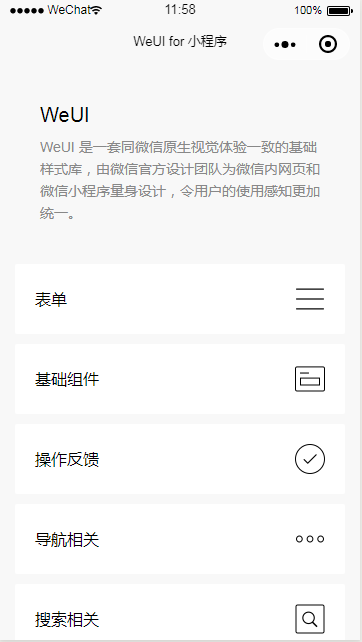 WeChat 11:58 100%
WeUI for 小程序
WeUI
WeUI 是一套同微信原生视觉体验一致的基础
样式库，由微信官方设计团队为微信内网页和
微信小程序量身设计，令用户的使用感知更加
统一。
表单
基础组件
操作反馈
导航相关
搜索相关